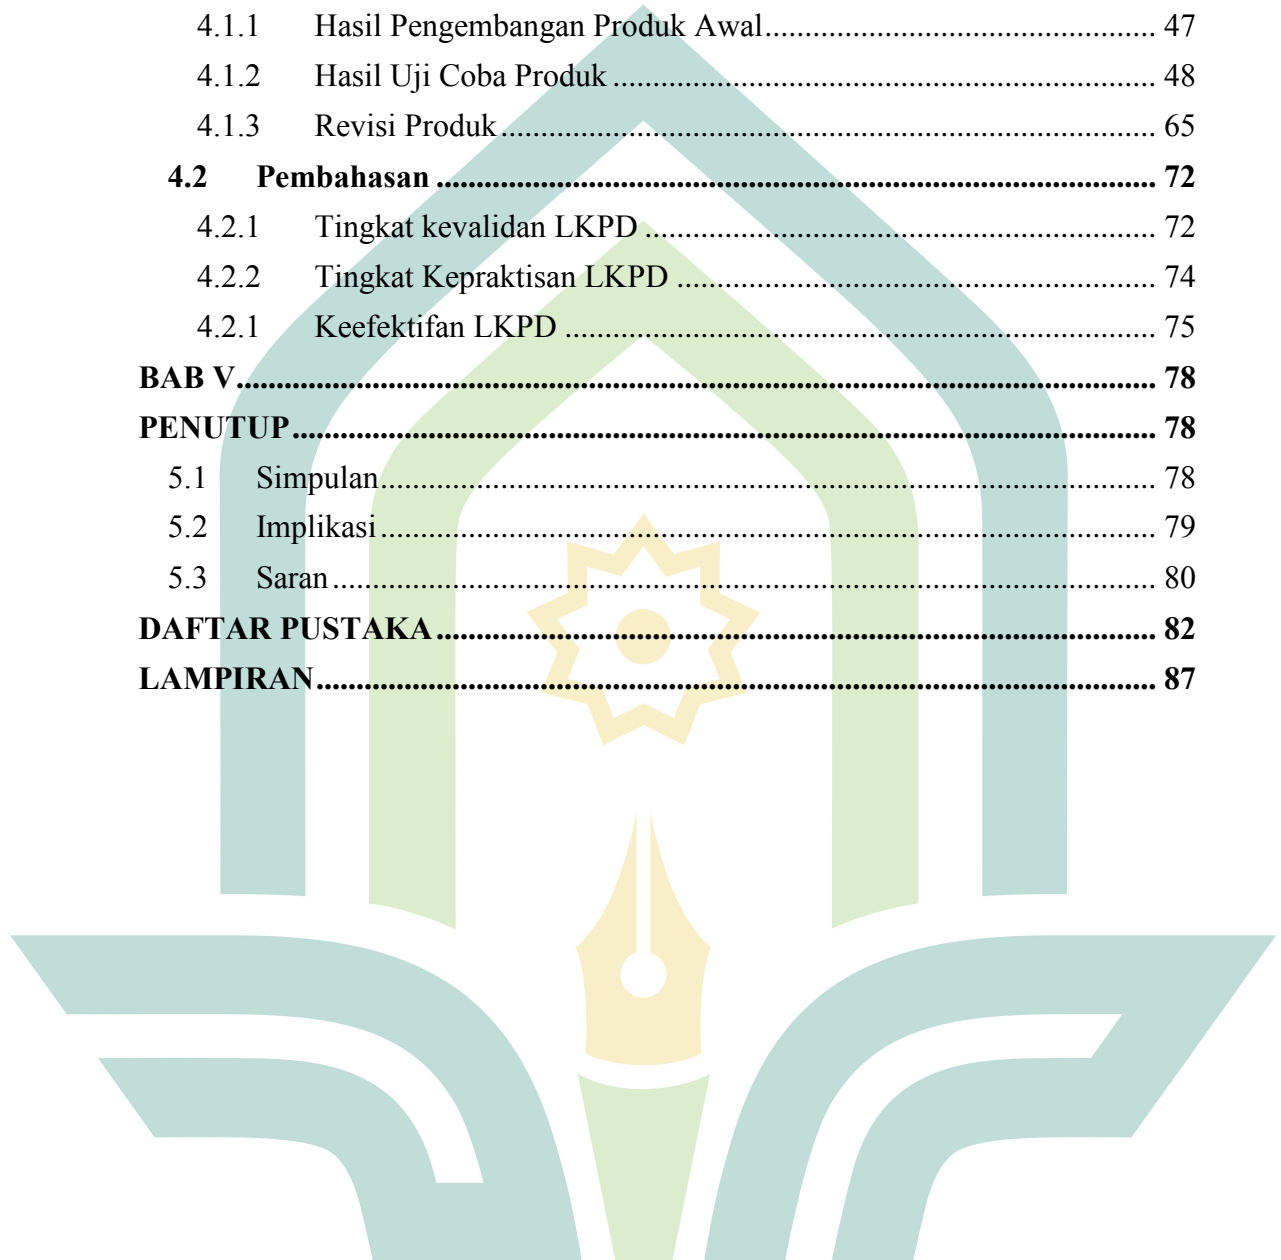 4.1.1 Hasil Pengembangan Produk Awal.................................................. 47
4.1.2 Hasil Uji Coba Produk ...................................................................... 48
4.1.3 Revisi Produk..................................................................................... 65
4.2 Pembahasan .......................................................................................... 72
4.2.1 Tingkat kevalidan LKPD .................................................................. 72
4.2.2 Tingkat Kepraktisan LKPD .............................................................. 74
4.2.1 Keefektifan LKPD ............................................................................ 75
BAB V..................................................................................................................... 78
PENUTUP.............................................................................................................. 78
5.1 Simpulan................................................................................................... 78
5.2 Implikasi................................................................................................... 79
5.3 Saran ......................................................................................................... 80
DAFTAR PUSTAKA ............................................................................................ 82
LAMPIRAN........................................................................................................... 87